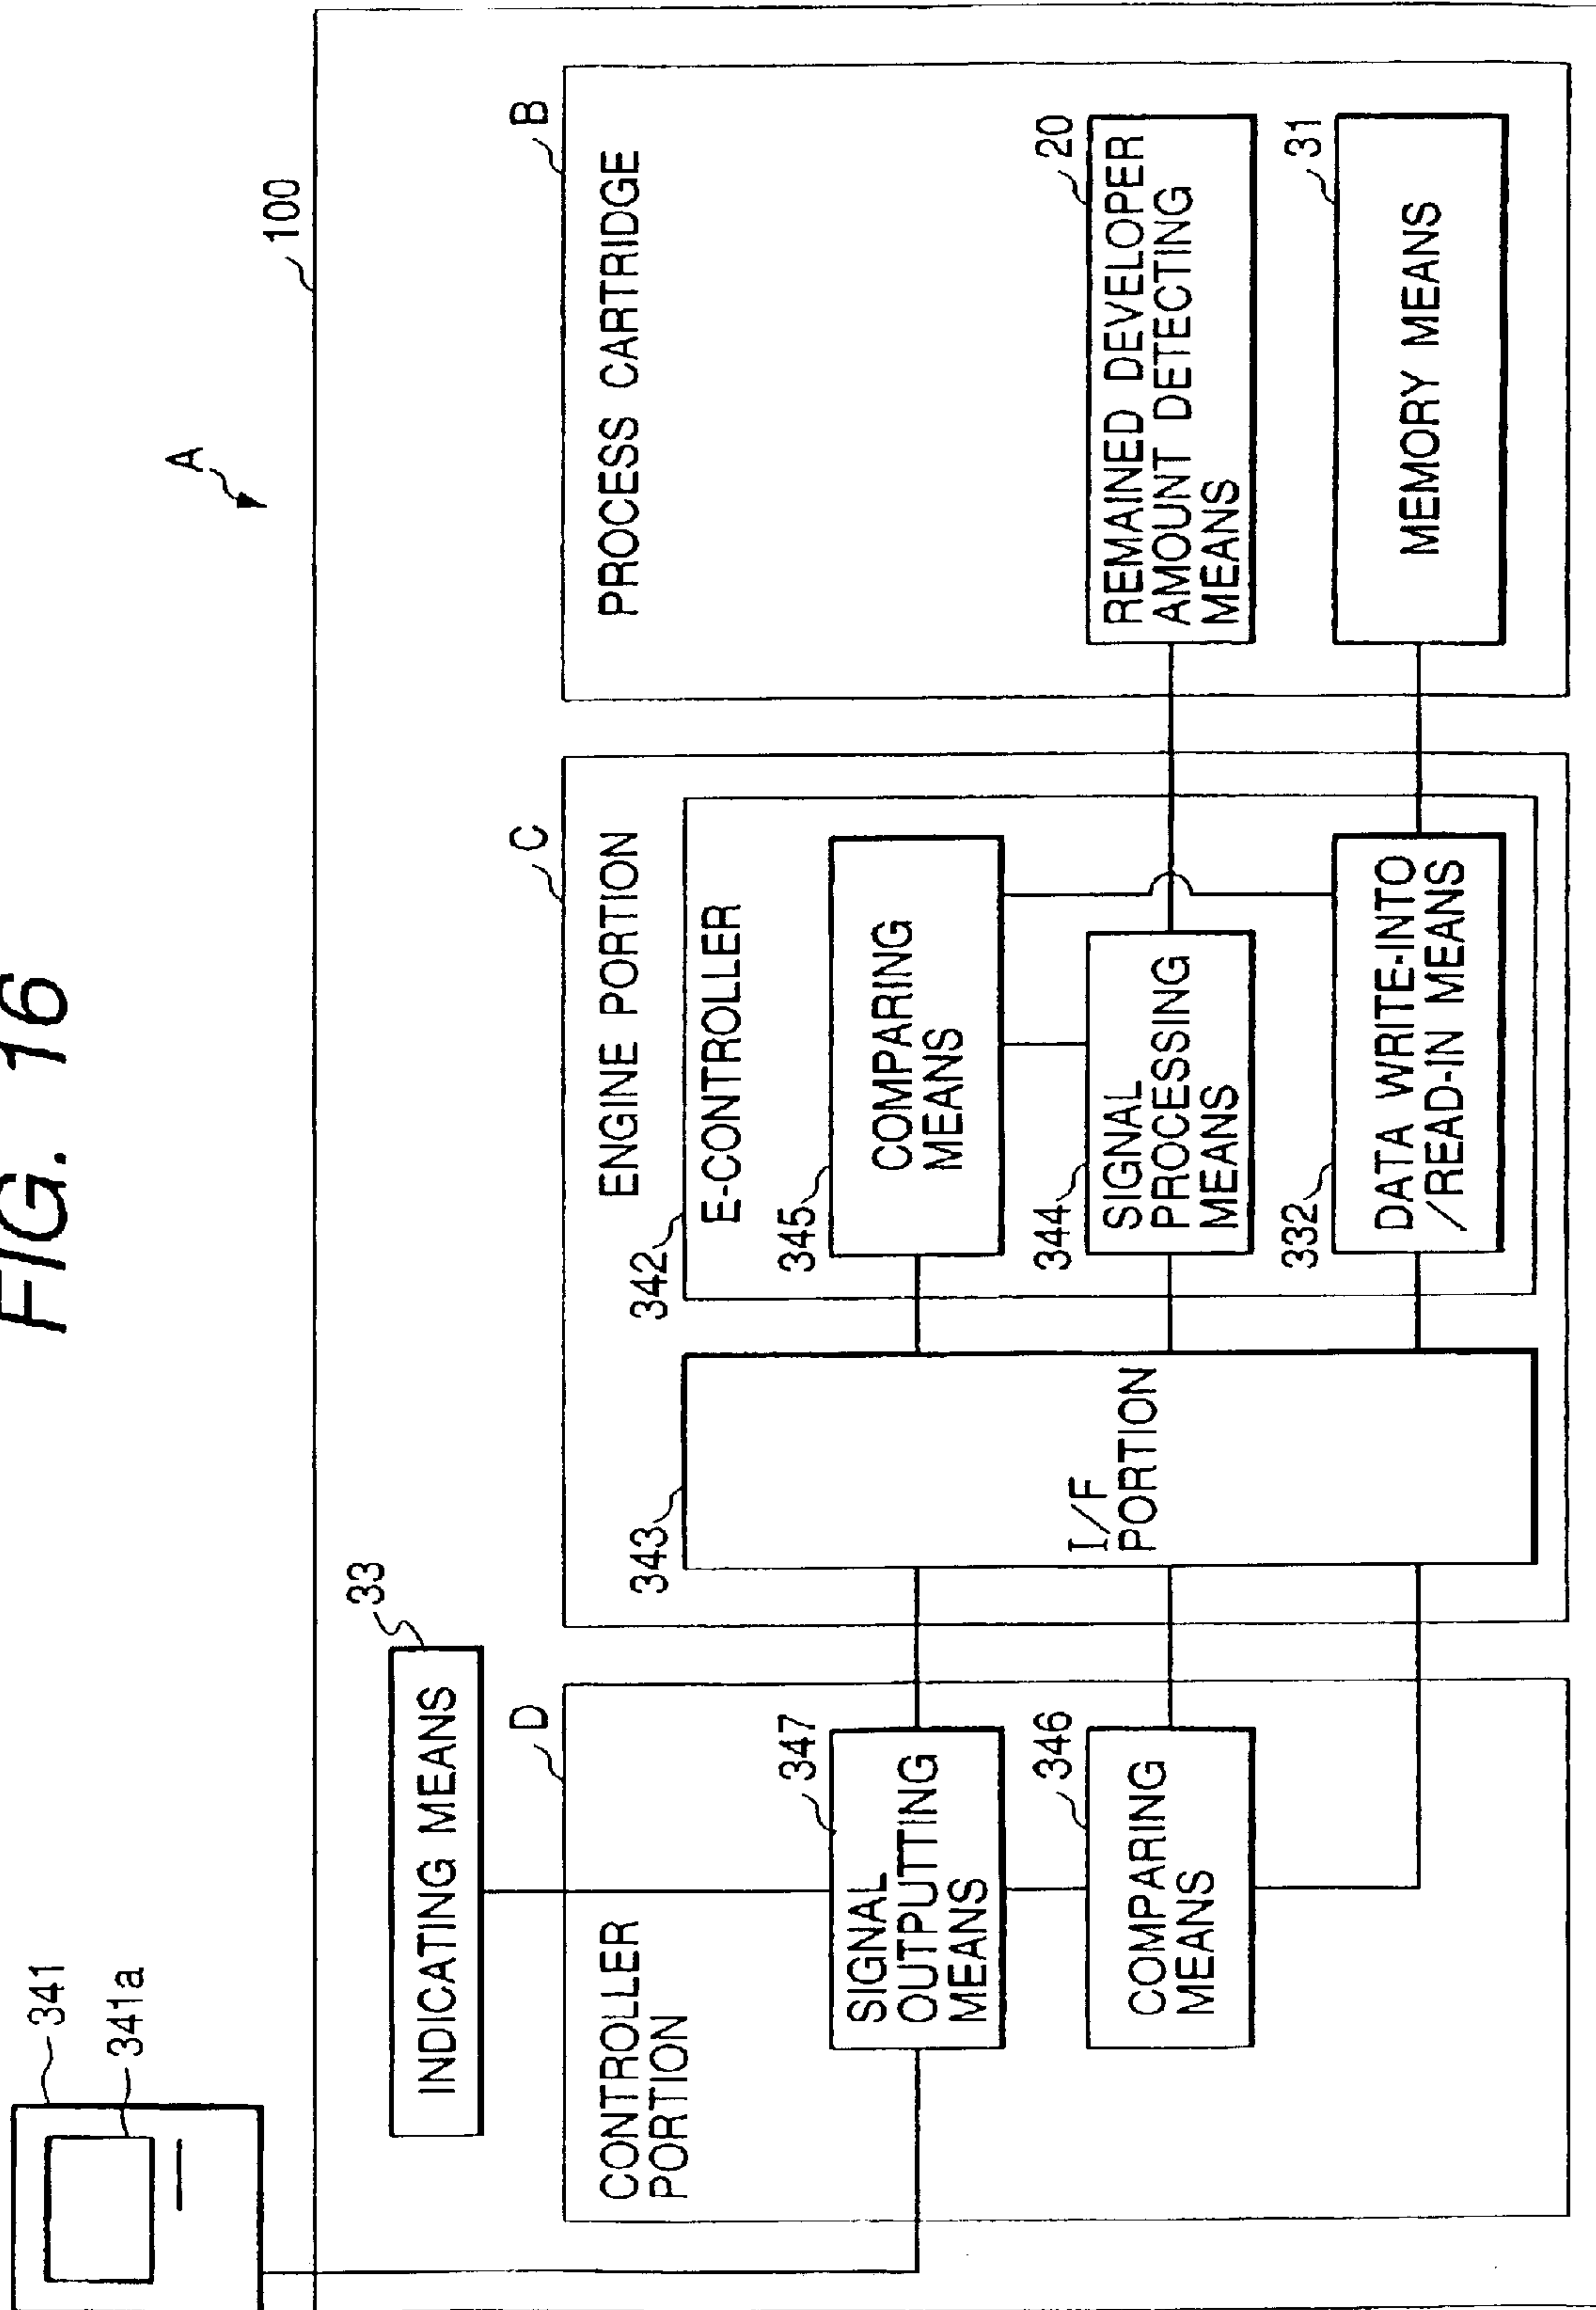 FIG. 16
A
100
341
341a
INDICATING MEANS
33
CONTROLLER
PORTION
D
SIGNAL
OUTPUTTING
MEANS
347
COMPARING
MEANS
346
ENGINE PORTION
C
343
I/F
PORTION
342
E-CONTROLLER
345
COMPARING
MEANS
344
SIGNAL
PROCESSING
MEANS
332
DATA WRITE-INTO
/READ-IN MEANS
PROCESS CARTRIDGE
B
REMAINED DEVELOPER
AMOUNT DETECTING
MEANS
20
MEMORY MEANS
31